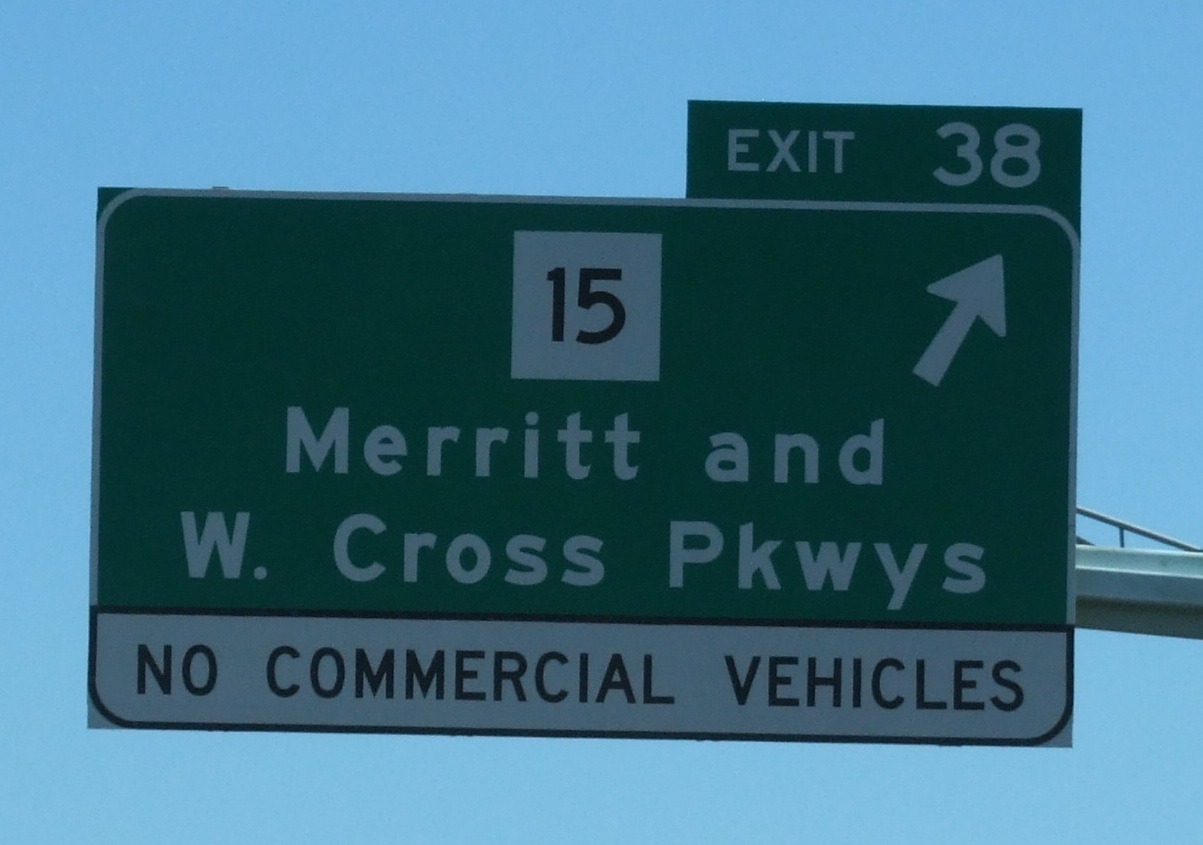 EXIT 38
15
Merritt and
W. Cross Pkwys
NO COMMERCIAL VEHICLES